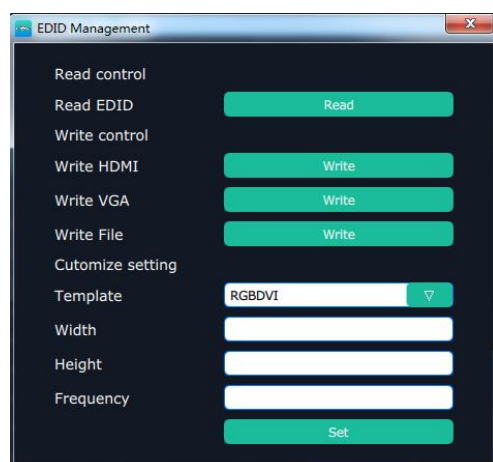 EDID Management
Read control
Read EDID Read
Write control
Write HDMI Write
Write VGA Write
Write File Write
Cutomize setting
Template RGBDVI
Width
Height
Frequency
Set